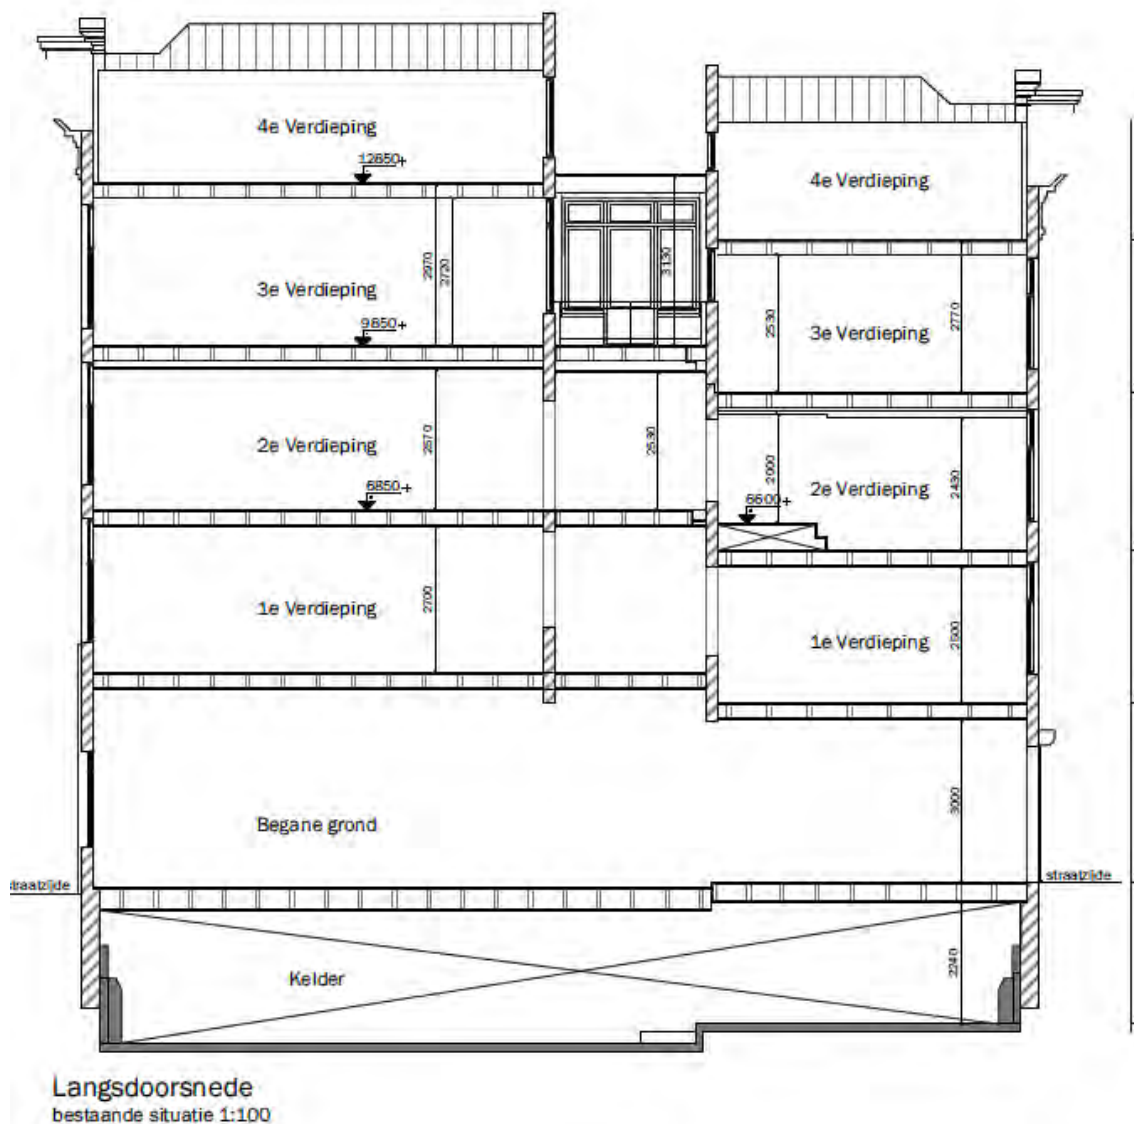 4e Verdieping
12650+
4e Verdieping
2970
2720
3130
3e Verdieping
9850+
2530
2770
3e Verdieping
2530
2e Verdieping
6850+
2000
2430
2e Verdieping
6600+
2700
1e Verdieping
1e Verdieping
3000
Begane grond
straatzijde
straatzijde
2240
Kelder
Langsdoorsnede
bestaande situatie 1:100